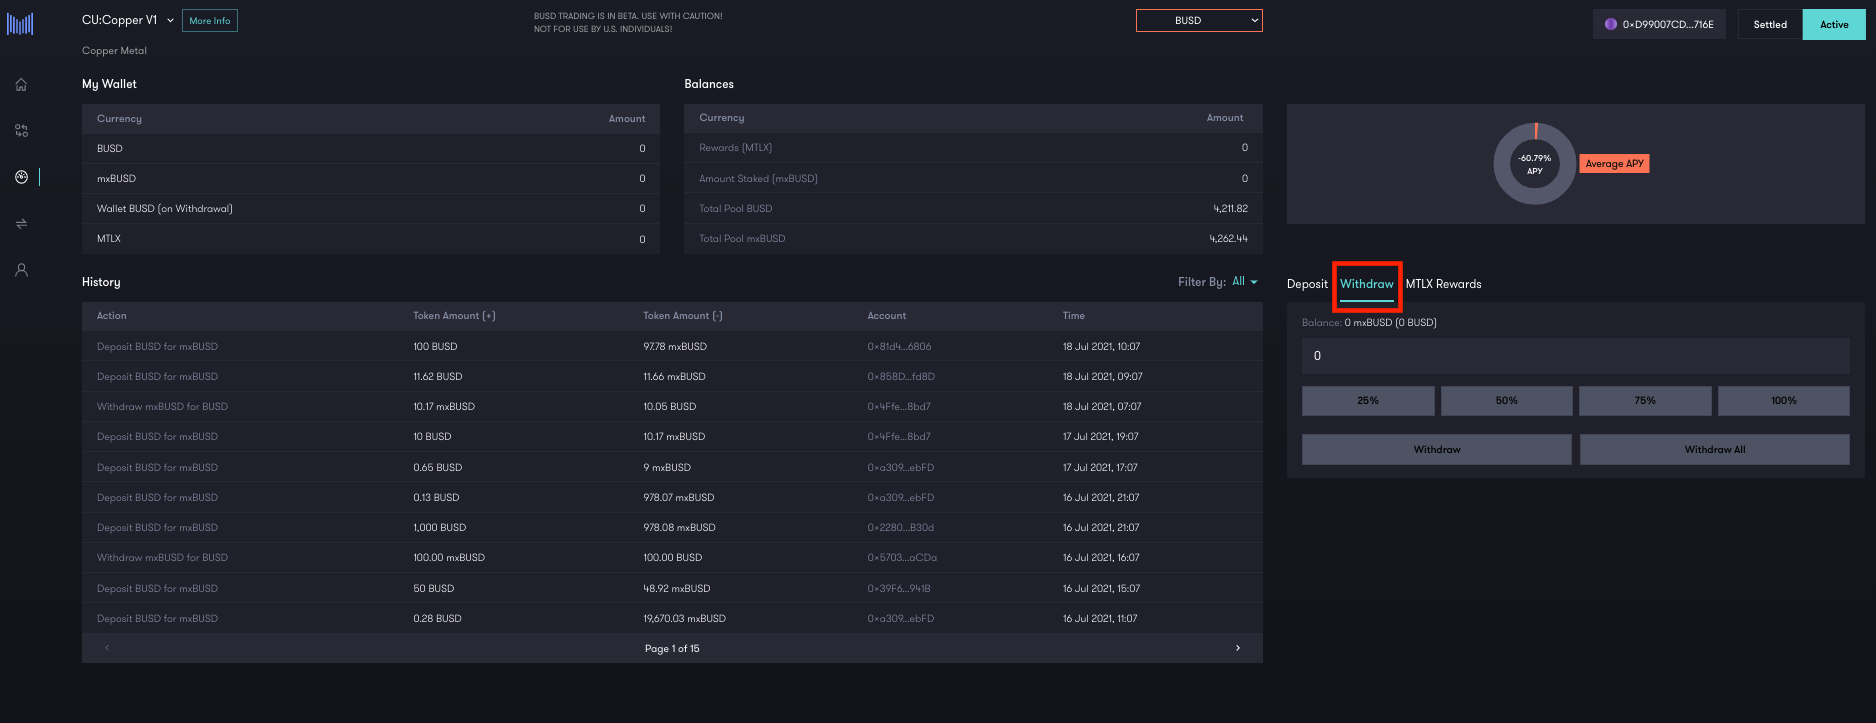 CU:Copper V1 More Info
BUSD TRADING IS IN BETA. USE WITH CAUTION!
NOT FOR USE BY U.S. INDIVIDUALS!
BUSD
0×D99007CD...716E
Settled Active
Copper Metal
My Wallet
Currency Amount
BUSD 0
mxBUSD 0
Wallet BUSD (on Withdrawal) 0
MTLX 0
Balances
Currency Amount
Rewards (MTLX) 0
Amount Staked (mxBUSD) 0
Total Pool BUSD 4,211.82
Total Pool mxBUSD 4,262.44
-60.79%
APY
Average APY
History Filter By: All
Action Token Amount (+) Token Amount (-) Account Time
Deposit BUSD for mxBUSD 100 BUSD 97.78 mxBUSD 0×81d4...6806 18 Jul 2021, 10:07
Deposit BUSD for mxBUSD 11.62 BUSD 11.66 mxBUSD 0×858D...fd8D 18 Jul 2021, 09:07
Withdraw mxBUSD for BUSD 10.17 mxBUSD 10.05 BUSD 0×4Ffe...8bd7 18 Jul 2021, 07:07
Deposit BUSD for mxBUSD 10 BUSD 10.17 mxBUSD 0×4Ffe...8bd7 17 Jul 2021, 19:07
Deposit BUSD for mxBUSD 0.65 BUSD 9 mxBUSD 0×a309...ebFD 17 Jul 2021, 17:07
Deposit BUSD for mxBUSD 0.13 BUSD 978.07 mxBUSD 0×a309...ebFD 16 Jul 2021, 21:07
Deposit BUSD for mxBUSD 1,000 BUSD 978.08 mxBUSD 0×2280...B30d 16 Jul 2021, 21:07
Withdraw mxBUSD for BUSD 100.00 mxBUSD 100.00 BUSD 0×5703...aCDa 16 Jul 2021, 16:07
Deposit BUSD for mxBUSD 50 BUSD 48.92 mxBUSD 0×39F6...941B 16 Jul 2021, 15:07
Deposit BUSD for mxBUSD 0.28 BUSD 19,670.03 mxBUSD 0×a309...ebFD 16 Jul 2021, 11:07
Page 1 of 15
Deposit Withdraw MTLX Rewards
Balance: 0 mxBUSD (0 BUSD)
0
25% 50% 75% 100%
Withdraw Withdraw All